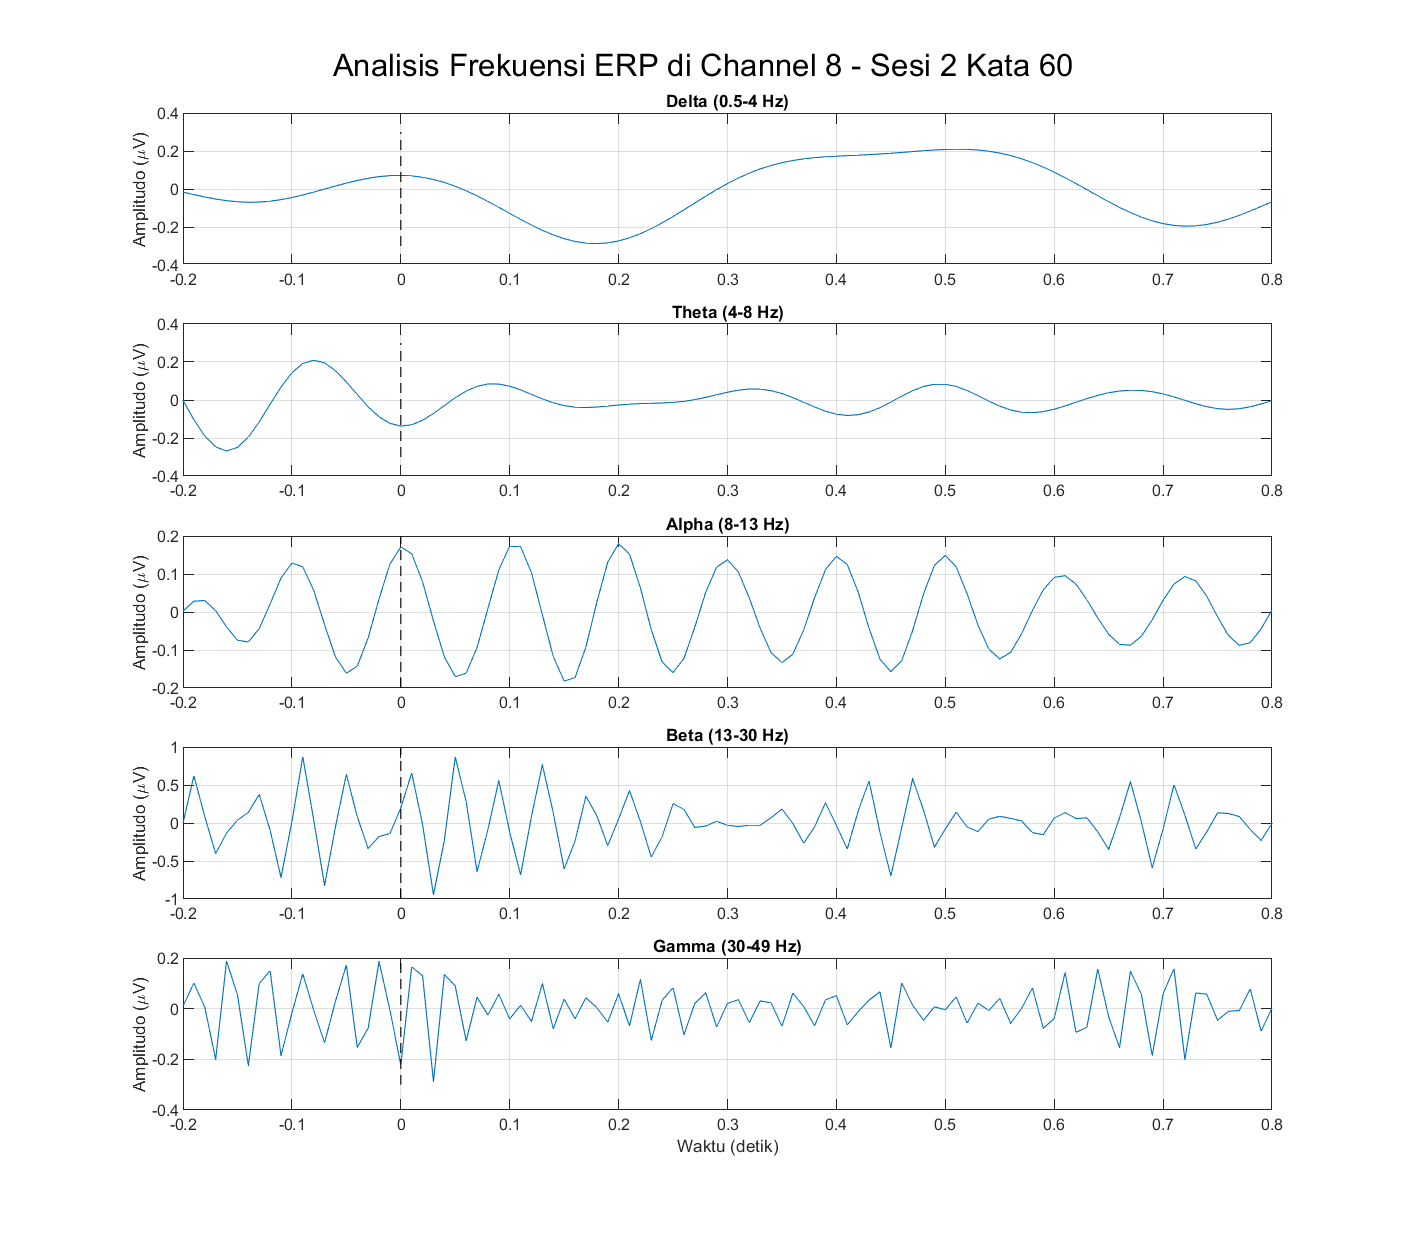 Analisis Frekuensi ERP di Channel 8 - Sesi 2 Kata 60
Delta (0.5-4 Hz)
Amplitudo (μV)
0.4
0.2
0
-0.2
-0.4
-0.2 -0.1 0 0.1 0.2 0.3 0.4 0.5 0.6 0.7 0.8
Theta (4-8 Hz)
Amplitudo (μV)
0.4
0.2
0
-0.2
-0.4
-0.2 -0.1 0 0.1 0.2 0.3 0.4 0.5 0.6 0.7 0.8
Alpha (8-13 Hz)
Amplitudo (μV)
0.2
0.1
0
-0.1
-0.2
-0.2 -0.1 0 0.1 0.2 0.3 0.4 0.5 0.6 0.7 0.8
Beta (13-30 Hz)
Amplitudo (μV)
1
0.5
0
-0.5
-1
-0.2 -0.1 0 0.1 0.2 0.3 0.4 0.5 0.6 0.7 0.8
Gamma (30-49 Hz)
Amplitudo (μV)
0.2
0
-0.2
-0.4
-0.2 -0.1 0 0.1 0.2 0.3 0.4 0.5 0.6 0.7 0.8
Waktu (detik)